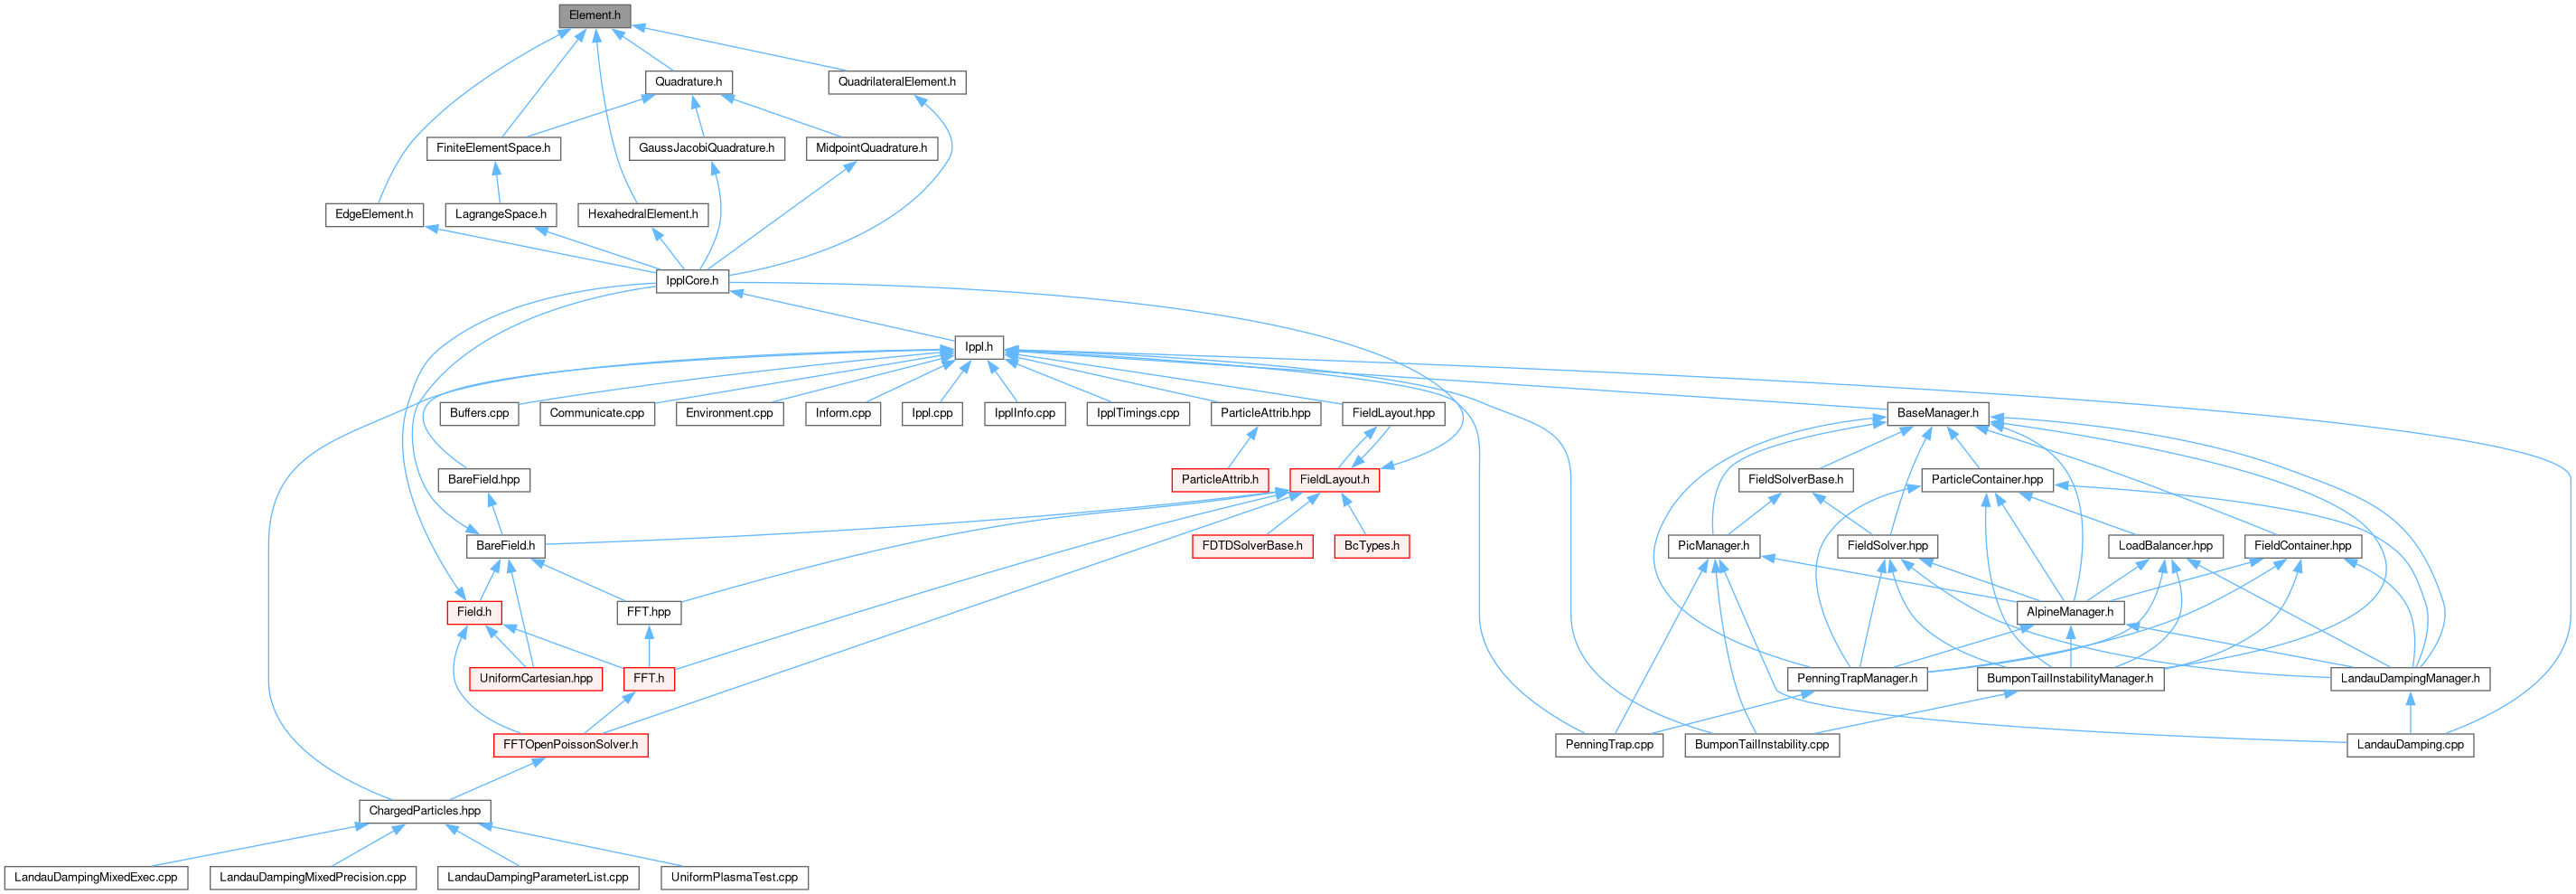 Element.h
Quadrature.h
QuadrilateralElement.h
FiniteElementSpace.h
GaussJacobiQuadrature.h
MidpointQuadrature.h
EdgeElement.h
LagrangeSpace.h
HexahedralElement.h
IpplCore.h
Ippl.h
Buffers.cpp
Communicate.cpp
Environment.cpp
Inform.cpp
Ippl.cpp
IpplInfo.cpp
IpplTimings.cpp
ParticleAttrib.hpp
FieldLayout.hpp
BaseManager.h
BareField.hpp
ParticleAttrib.h
FieldLayout.h
FieldSolverBase.h
ParticleContainer.hpp
BareField.h
FDTDSolverBase.h
BcTypes.h
PicManager.h
FieldSolver.hpp
LoadBalancer.hpp
FieldContainer.hpp
Field.h
FFT.hpp
AlpineManager.h
UniformCartesian.hpp
FFT.h
PenningTrapManager.h
BumponTailInstabilityManager.h
LandauDampingManager.h
FFTOpenPoissonSolver.h
PenningTrap.cpp
BumponTailInstability.cpp
LandauDamping.cpp
ChargedParticles.hpp
LandauDampingMixedExec.cpp
LandauDampingMixedPrecision.cpp
LandauDampingParameterList.cpp
UniformPlasmaTest.cpp